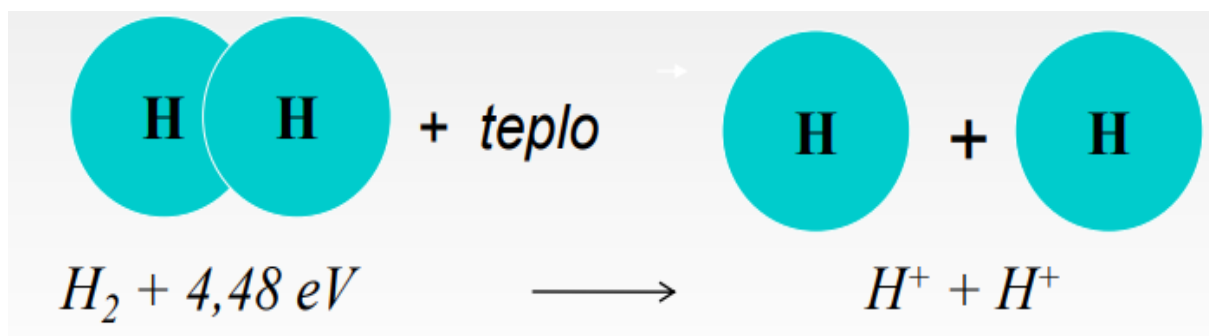 H H + teplo H + H
H₂ + 4,48 eV ⟶ H⁺ + H⁺